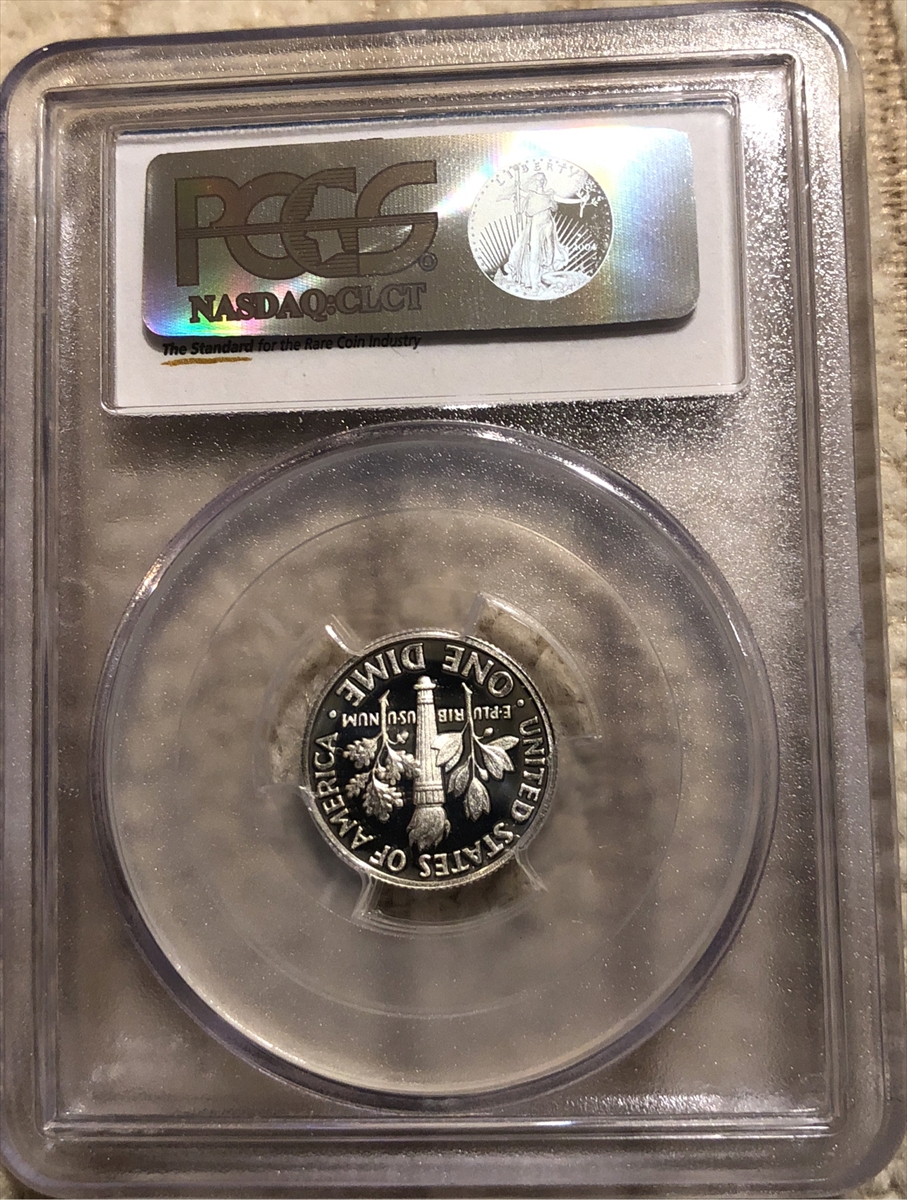 PCGS®
LIBERTY
2004
NASDAQ:CLCT
The Standard for the Rare Coin Industry
UNITED STATES OF AMERICA
E·PLURIBUS·UNUM
· ONE DIME ·